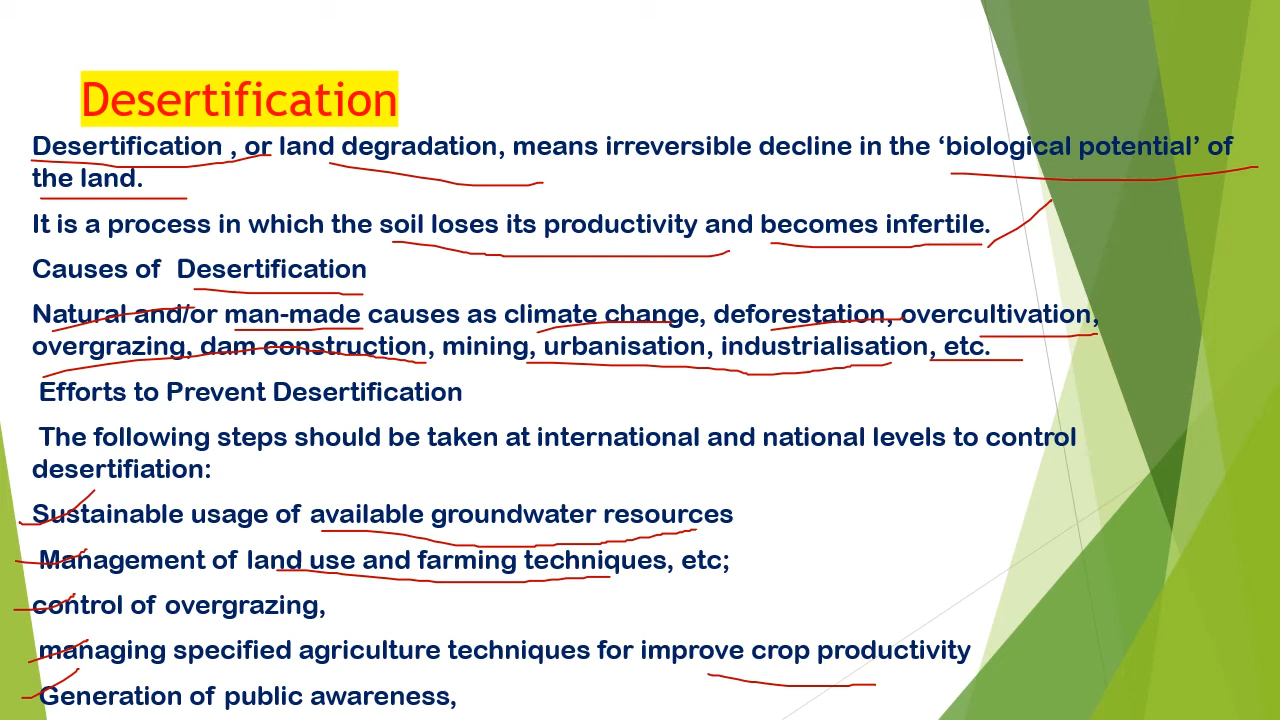 Desertification
Desertification , or land degradation, means irreversible decline in the ‘biological potential’ of
the land.
It is a process in which the soil loses its productivity and becomes infertile.
Causes of Desertification
Natural and/or man-made causes as climate change, deforestation, overcultivation,
overgrazing, dam construction, mining, urbanisation, industrialisation, etc.
Efforts to Prevent Desertification
The following steps should be taken at international and national levels to control
desertifiation:
Sustainable usage of available groundwater resources
Management of land use and farming techniques, etc;
control of overgrazing,
managing specified agriculture techniques for improve crop productivity
Generation of public awareness,